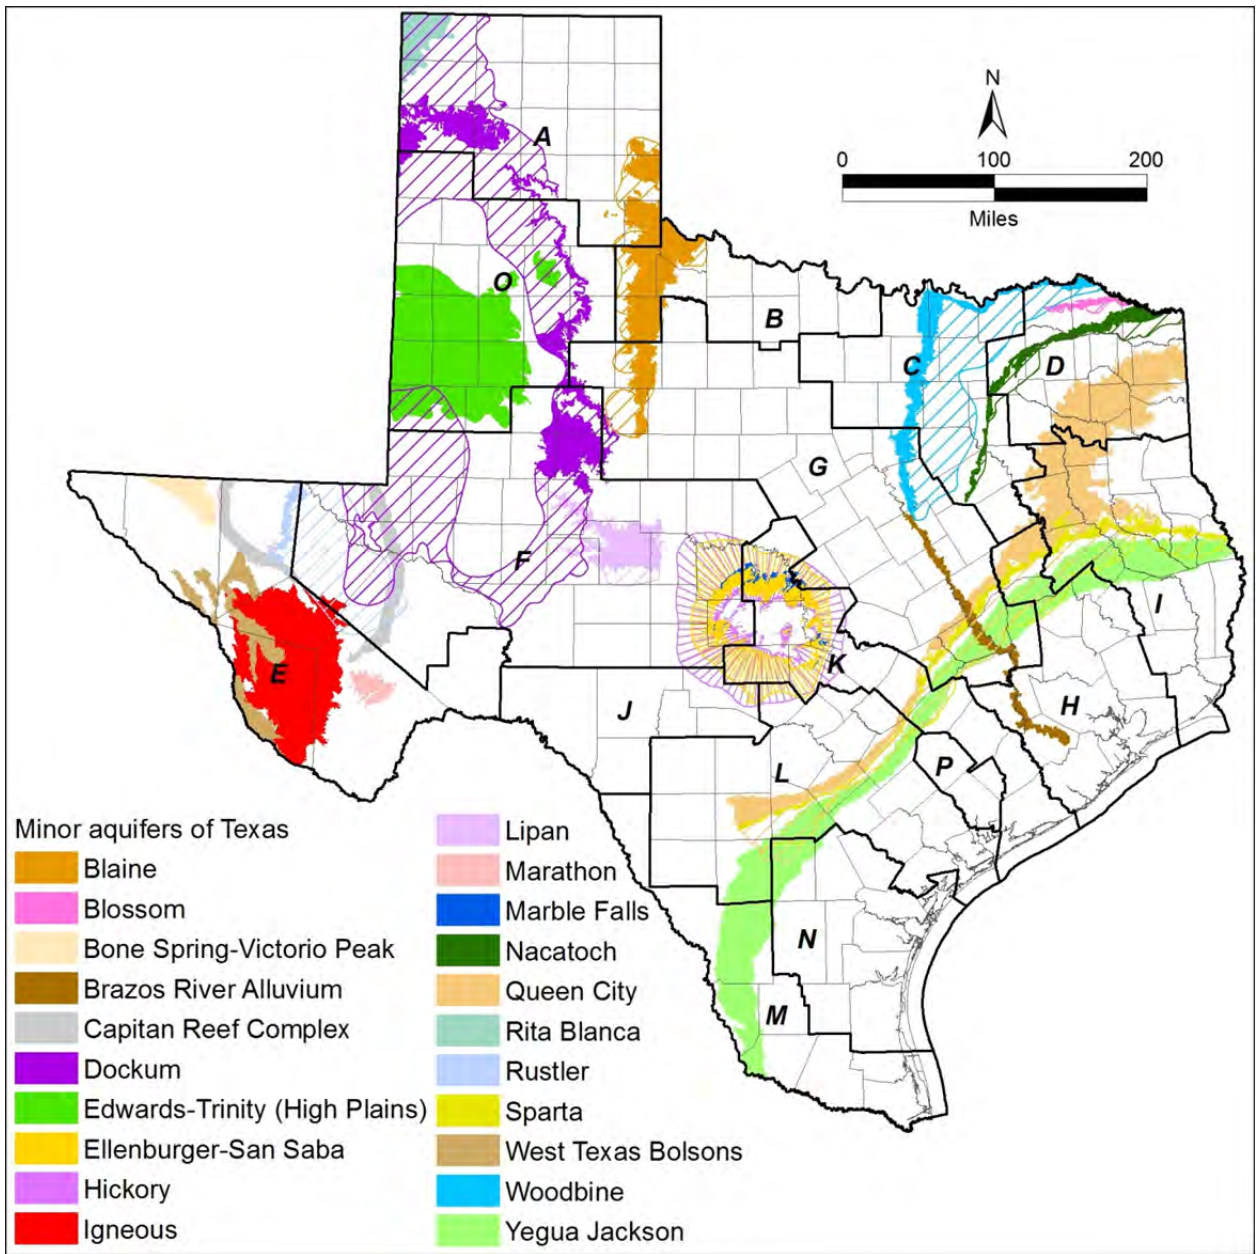 N
0 100 200
Miles
A
O
B
C
D
G
F
I
E
K
H
J
L
P
N
M
Minor aquifers of Texas
Blaine
Blossom
Bone Spring-Victorio Peak
Brazos River Alluvium
Capitan Reef Complex
Dockum
Edwards-Trinity (High Plains)
Ellenburger-San Saba
Hickory
Igneous
Lipan
Marathon
Marble Falls
Nacatoch
Queen City
Rita Blanca
Rustler
Sparta
West Texas Bolsons
Woodbine
Yegua Jackson